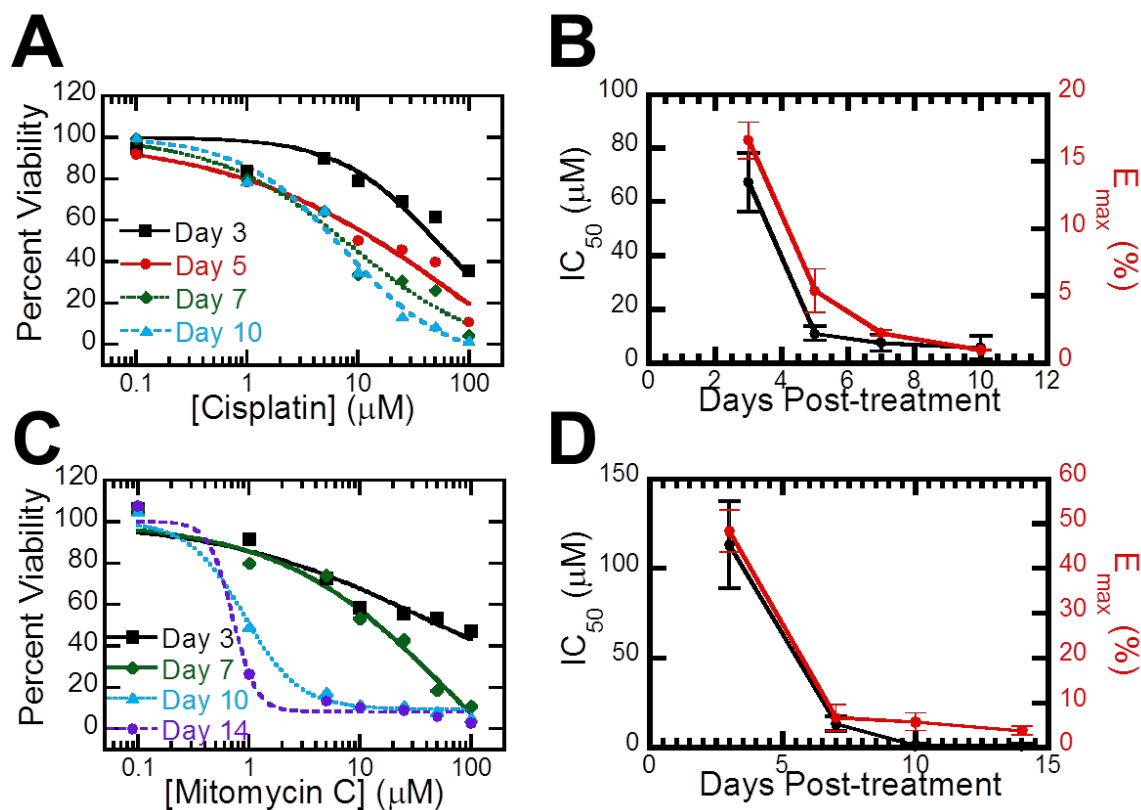 A
Percent Viability
120
100
80
60
40
20
0
Day 3
Day 5
Day 7
Day 10
0.1
1
10
100
[Cisplatin] (μM)
B
IC50 (μM)
100
80
60
40
20
0
20
15
10
5
0
Emax (%)
0 2 4 6 8 10 12
Days Post-treatment
C
Percent Viability
120
100
80
60
40
20
0
Day 3
Day 7
Day 10
Day 14
0.1
1
10
100
[Mitomycin C] (μM)
D
IC50 (μM)
150
100
50
0
60
50
40
30
20
10
0
Emax (%)
0 5 10 15
Days Post-treatment